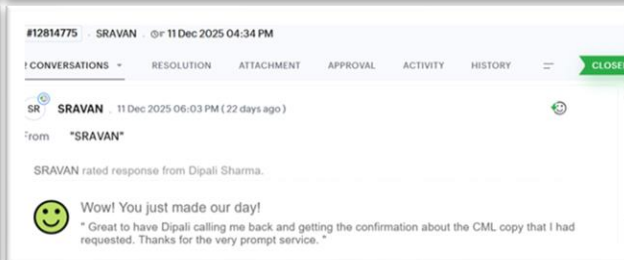 #12814775 . SRAVAN . on 11 Dec 2025 04:34 PM
CONVERSATIONS RESOLUTION ATTACHMENT APPROVAL ACTIVITY HISTORY CLOSE
SR SRAVAN . 11 Dec 2025 06:03 PM ( 22 days ago )
From "SRAVAN"
SRAVAN rated response from Dipali Sharma.
Wow! You just made our day!
" Great to have Dipali calling me back and getting the confirmation about the CML copy that I had
requested. Thanks for the very prompt service. "